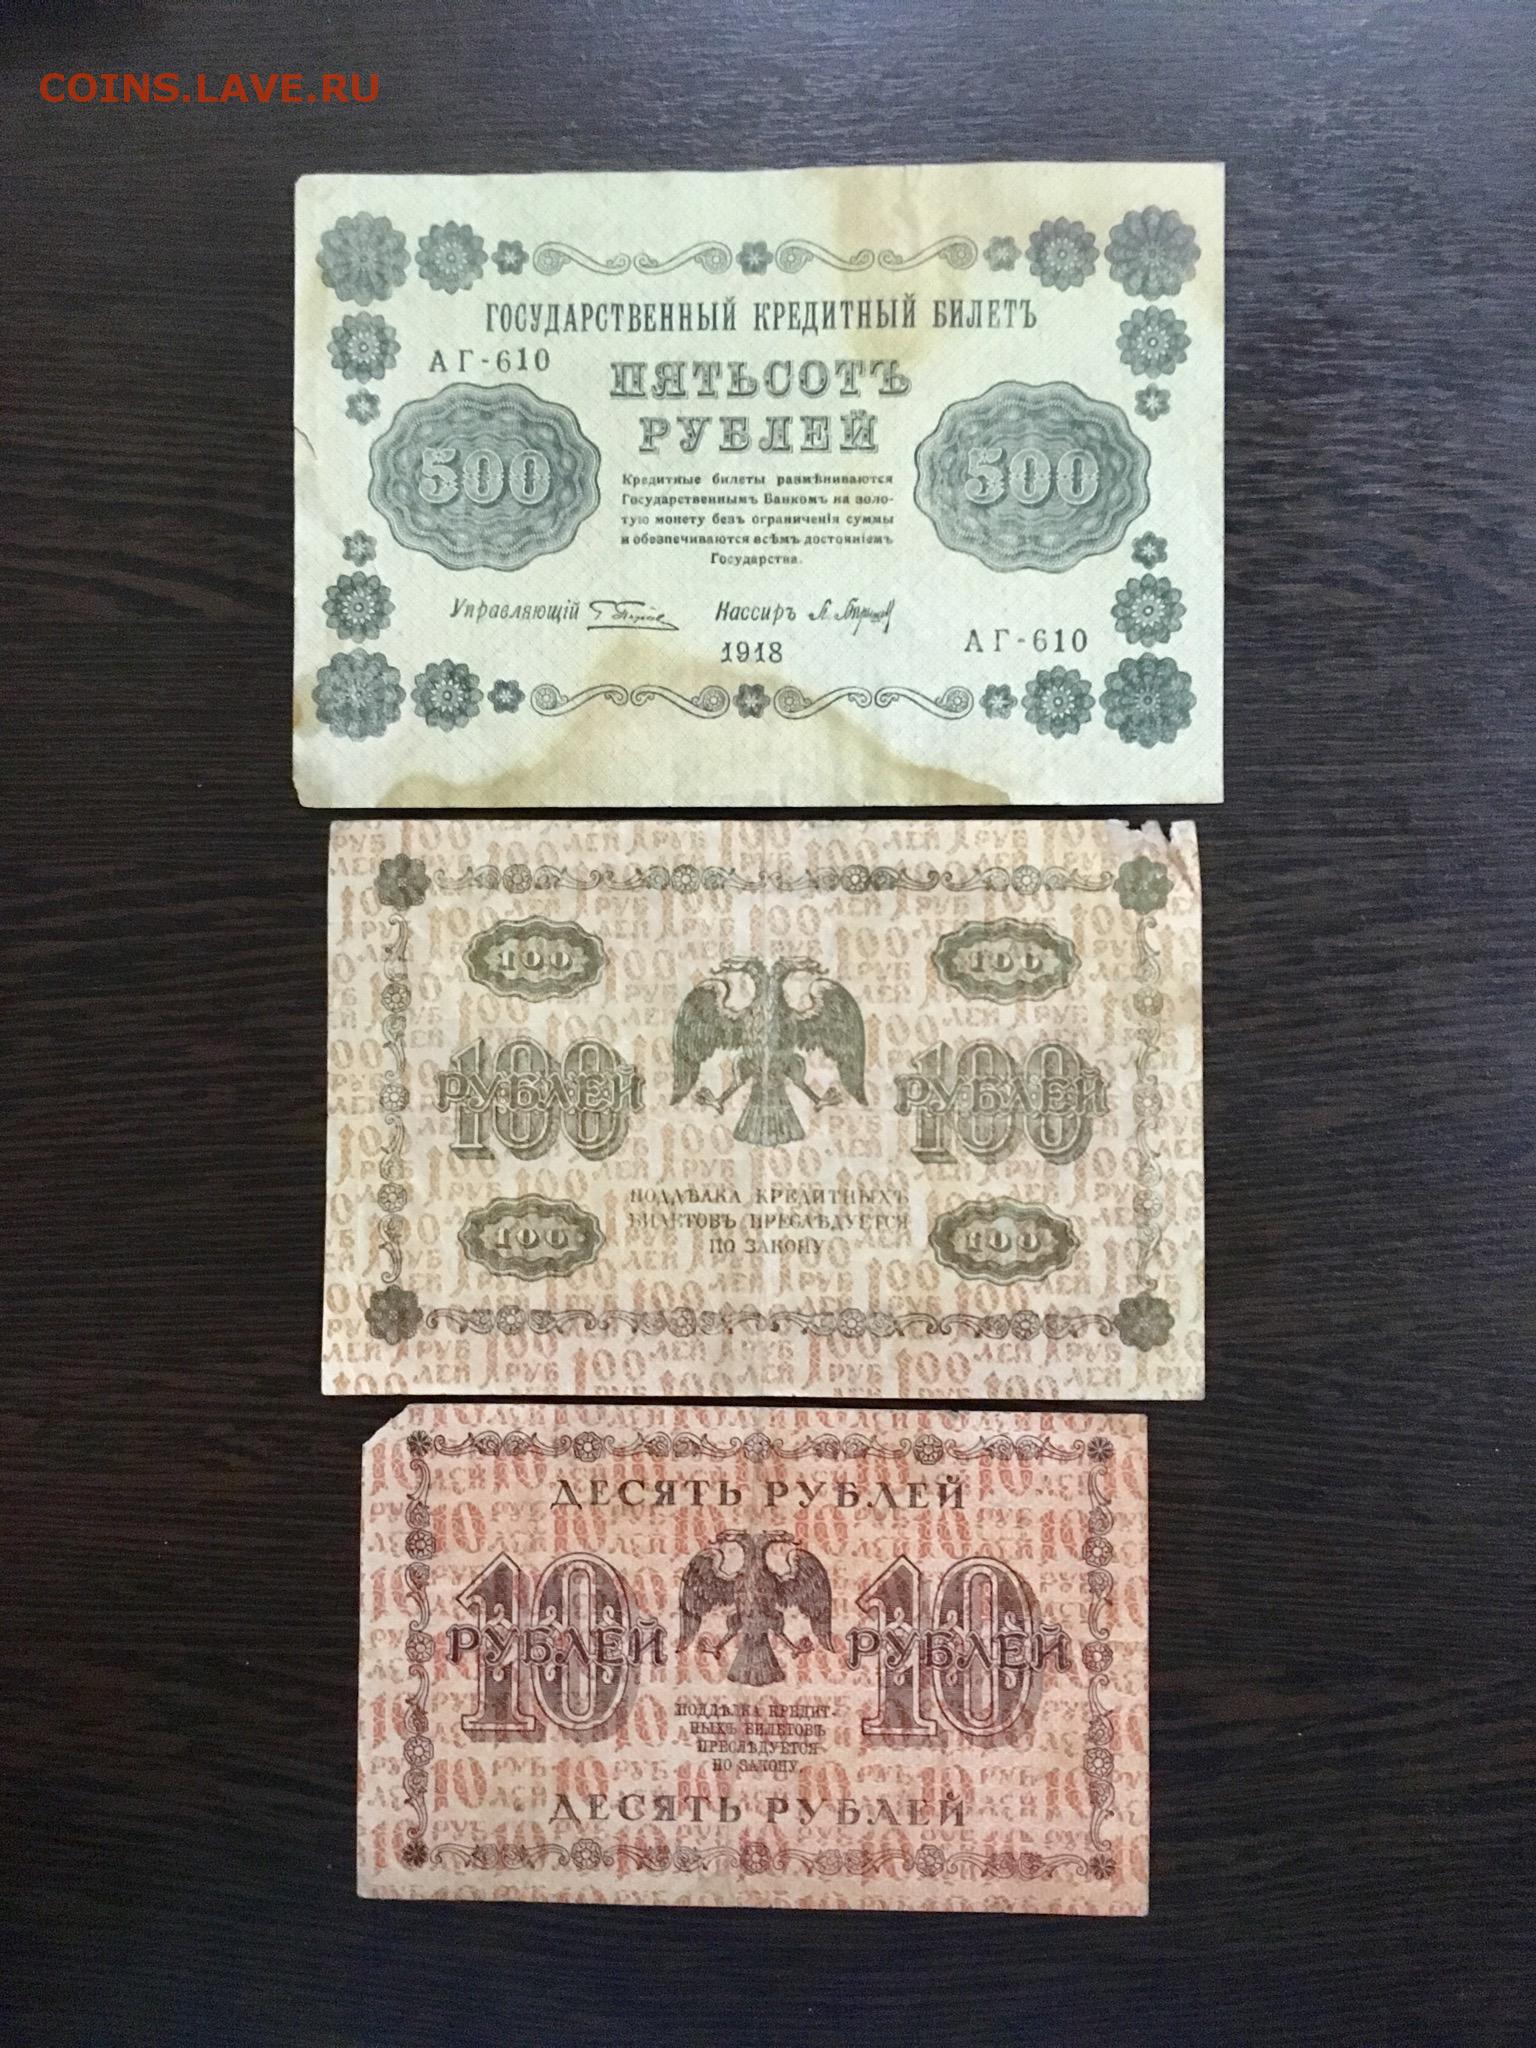 COINS.LAVE.RU
ГОСУДАРСТВЕННЫЙ КРЕДИТНЫЙ БИЛЕТЪ
АГ-610
ПЯТЬСОТЪ
РУБЛЕЙ
500
500
Кредитные билеты размѣниваются
Государственнымъ Банкомъ на золо-
тую монету безъ ограниченія суммы
и обезпечиваются всѣмъ достояніемъ
Государства.
Управляющій
Кассиръ
1918
АГ-610
100
100
100
РУБЛЕЙ
100
РУБЛЕЙ
ПОДДѢЛКА КРЕДИТНЫХЪ
БИЛЕТОВЪ ПРЕСЛѢДУЕТСЯ
ПО ЗАКОНУ
100
100
ДЕСЯТЬ РУБЛЕЙ
10
РУБЛЕЙ
10
РУБЛЕЙ
ПОДДѢЛКА КРЕДИТ-
НЫХЪ БИЛЕТОВЪ
ПРЕСЛѢДУЕТСЯ
ПО ЗАКОНУ.
ДЕСЯТЬ РУБЛЕЙ